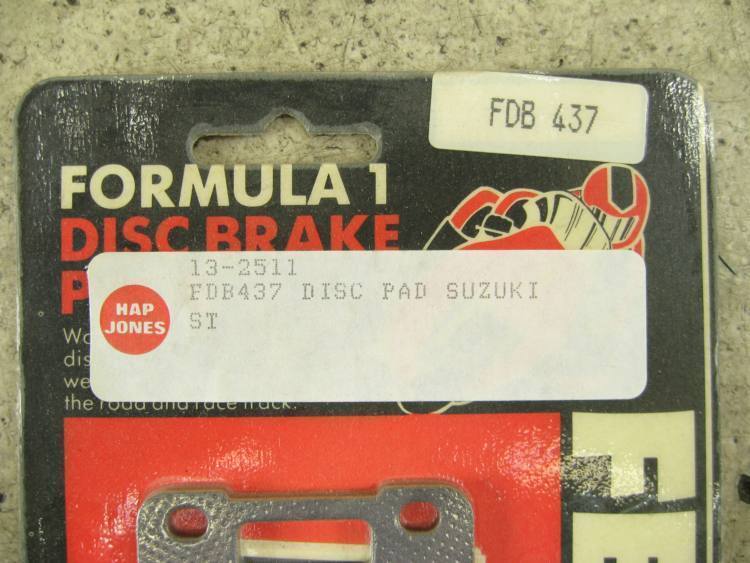 FDB 437
FORMULA 1
DISC BRAKE
13-2511
FDB437 DISC PAD SUZUKI
SI
HAP
JONES
the road and race track.